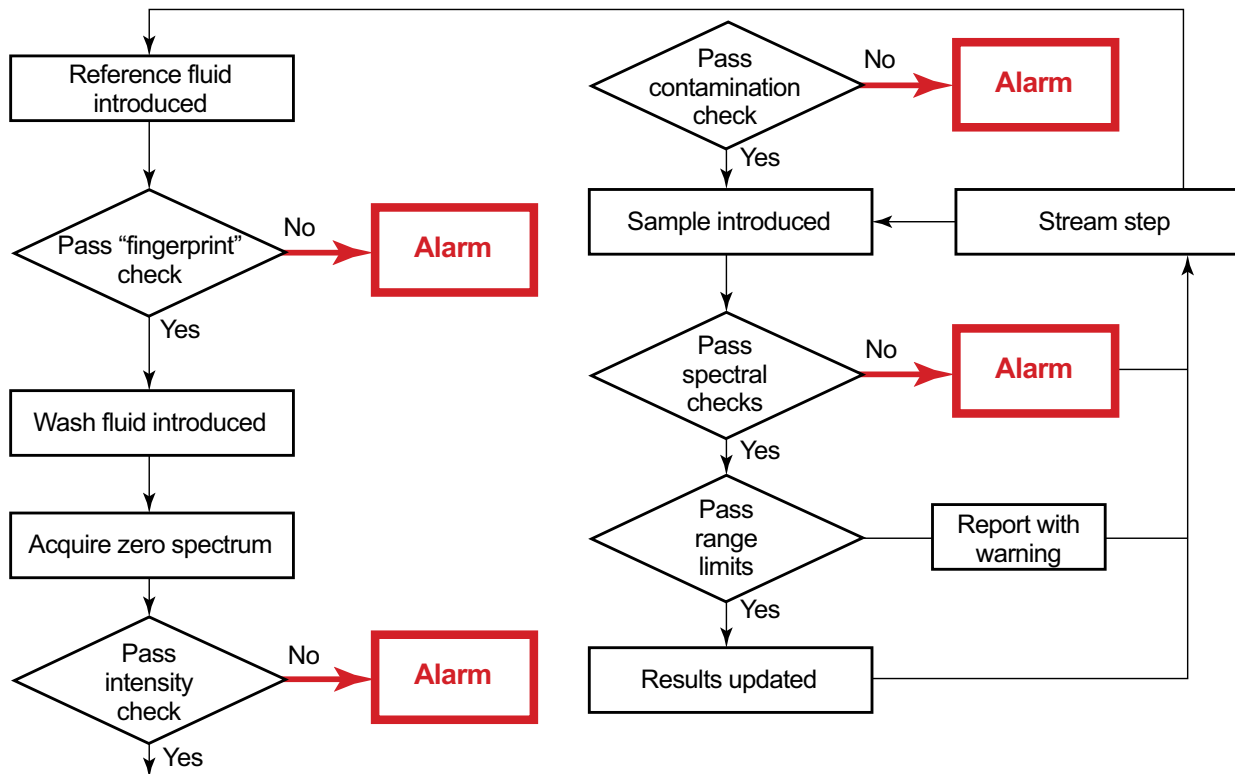 Reference fluid
introduced
Pass “fingerprint”
check
No
Alarm
Yes
Wash fluid introduced
Acquire zero spectrum
Pass
intensity
check
No
Alarm
Yes
Pass
contamination
check
No
Alarm
Yes
Sample introduced
Stream step
Pass
spectral
checks
No
Alarm
Yes
Pass
range
limits
Report with
warning
Yes
Results updated